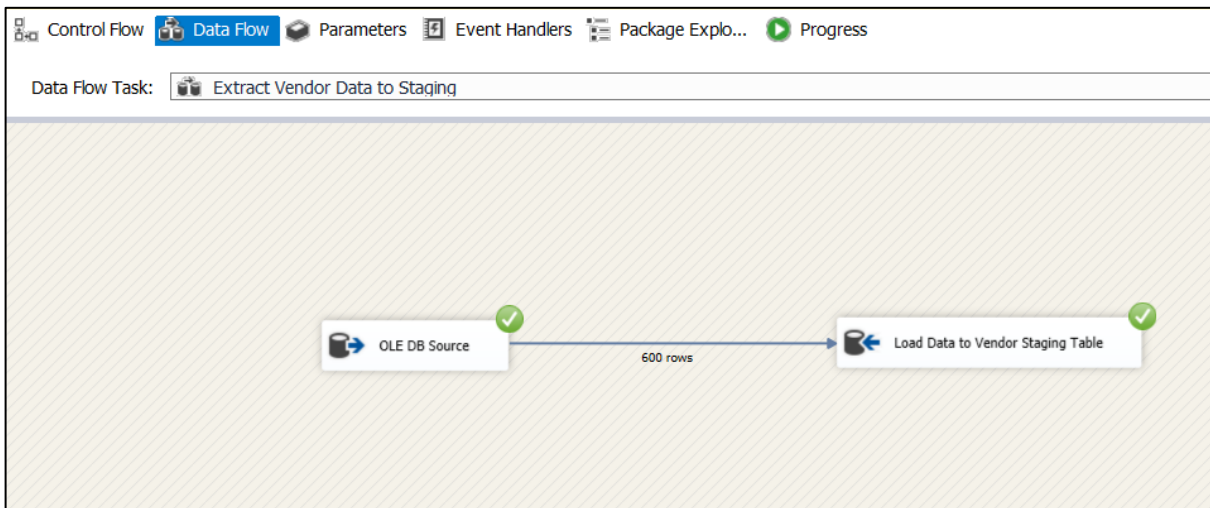 Control Flow Data Flow Parameters Event Handlers Package Explo... Progress
Data Flow Task: Extract Vendor Data to Staging
OLE DB Source
600 rows
Load Data to Vendor Staging Table